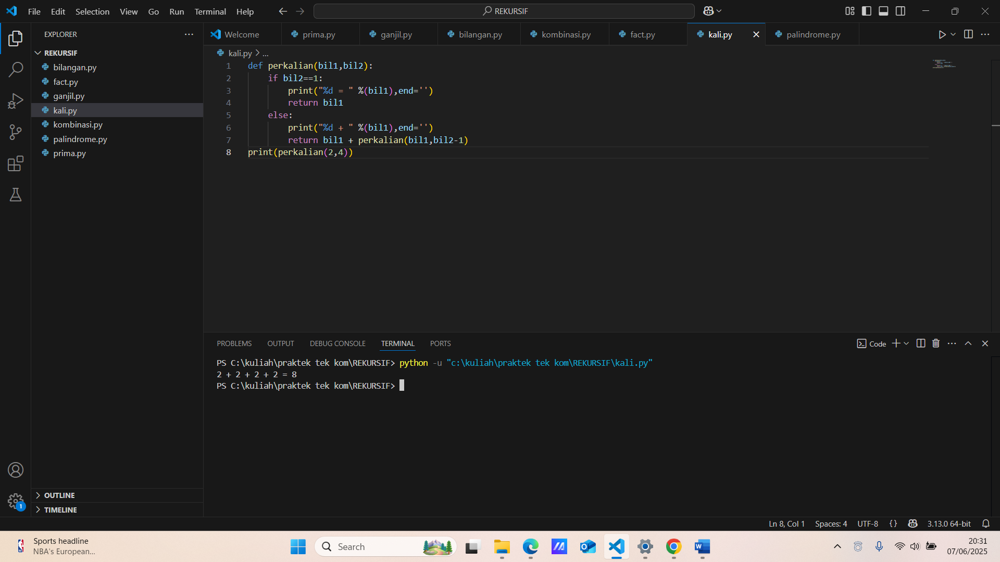 File Edit Selection View Go Run Terminal Help
REKURSIF
EXPLORER
Welcome
prima.py
ganjil.py
bilangan.py
kombinasi.py
fact.py
kali.py
palindrome.py
REKURSIF
bilangan.py
fact.py
ganjil.py
kali.py
kombinasi.py
palindrome.py
prima.py
kali.py > ...
1 def perkalian(bil1,bil2):
2     if bil2==1:
3         print("%d = " %(bil1),end='')
4         return bil1
5     else:
6         print("%d + " %(bil1),end='')
7         return bil1 + perkalian(bil1,bil2-1)
8 print(perkalian(2,4))
PROBLEMS OUTPUT DEBUG CONSOLE TERMINAL PORTS
Code
PS C:\kuliah\praktek tek kom\REKURSIF> python -u "c:\kuliah\praktek tek kom\REKURSIF\kali.py"
2 + 2 + 2 + 2 = 8
PS C:\kuliah\praktek tek kom\REKURSIF>
OUTLINE
TIMELINE
1
Ln 8, Col 1 Spaces: 4 UTF-8 {} 3.13.0 64-bit
Sports headline
NBA's European...
Search
20:31
07/06/2025